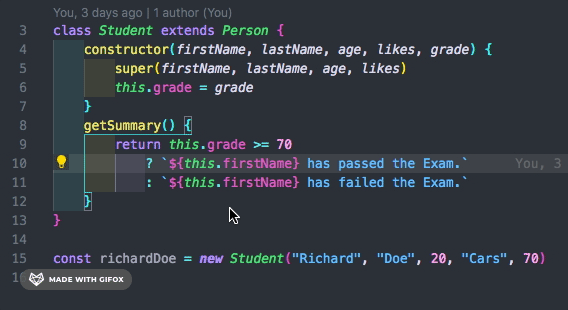 You, 3 days ago | 1 author (You)
3 class Student extends Person {
4 constructor(firstName, lastName, age, likes, grade) {
5 super(firstName, lastName, age, likes)
6 this.grade = grade
7 }
8 getSummary() {
9 return this.grade >= 70
10 ? `${this.firstName} has passed the Exam.` You, 3
11 : `${this.firstName} has failed the Exam.`
12 }
13 }
14
15 const richardDoe = new Student("Richard", "Doe", 20, "Cars", 70)
MADE WITH GIFOX